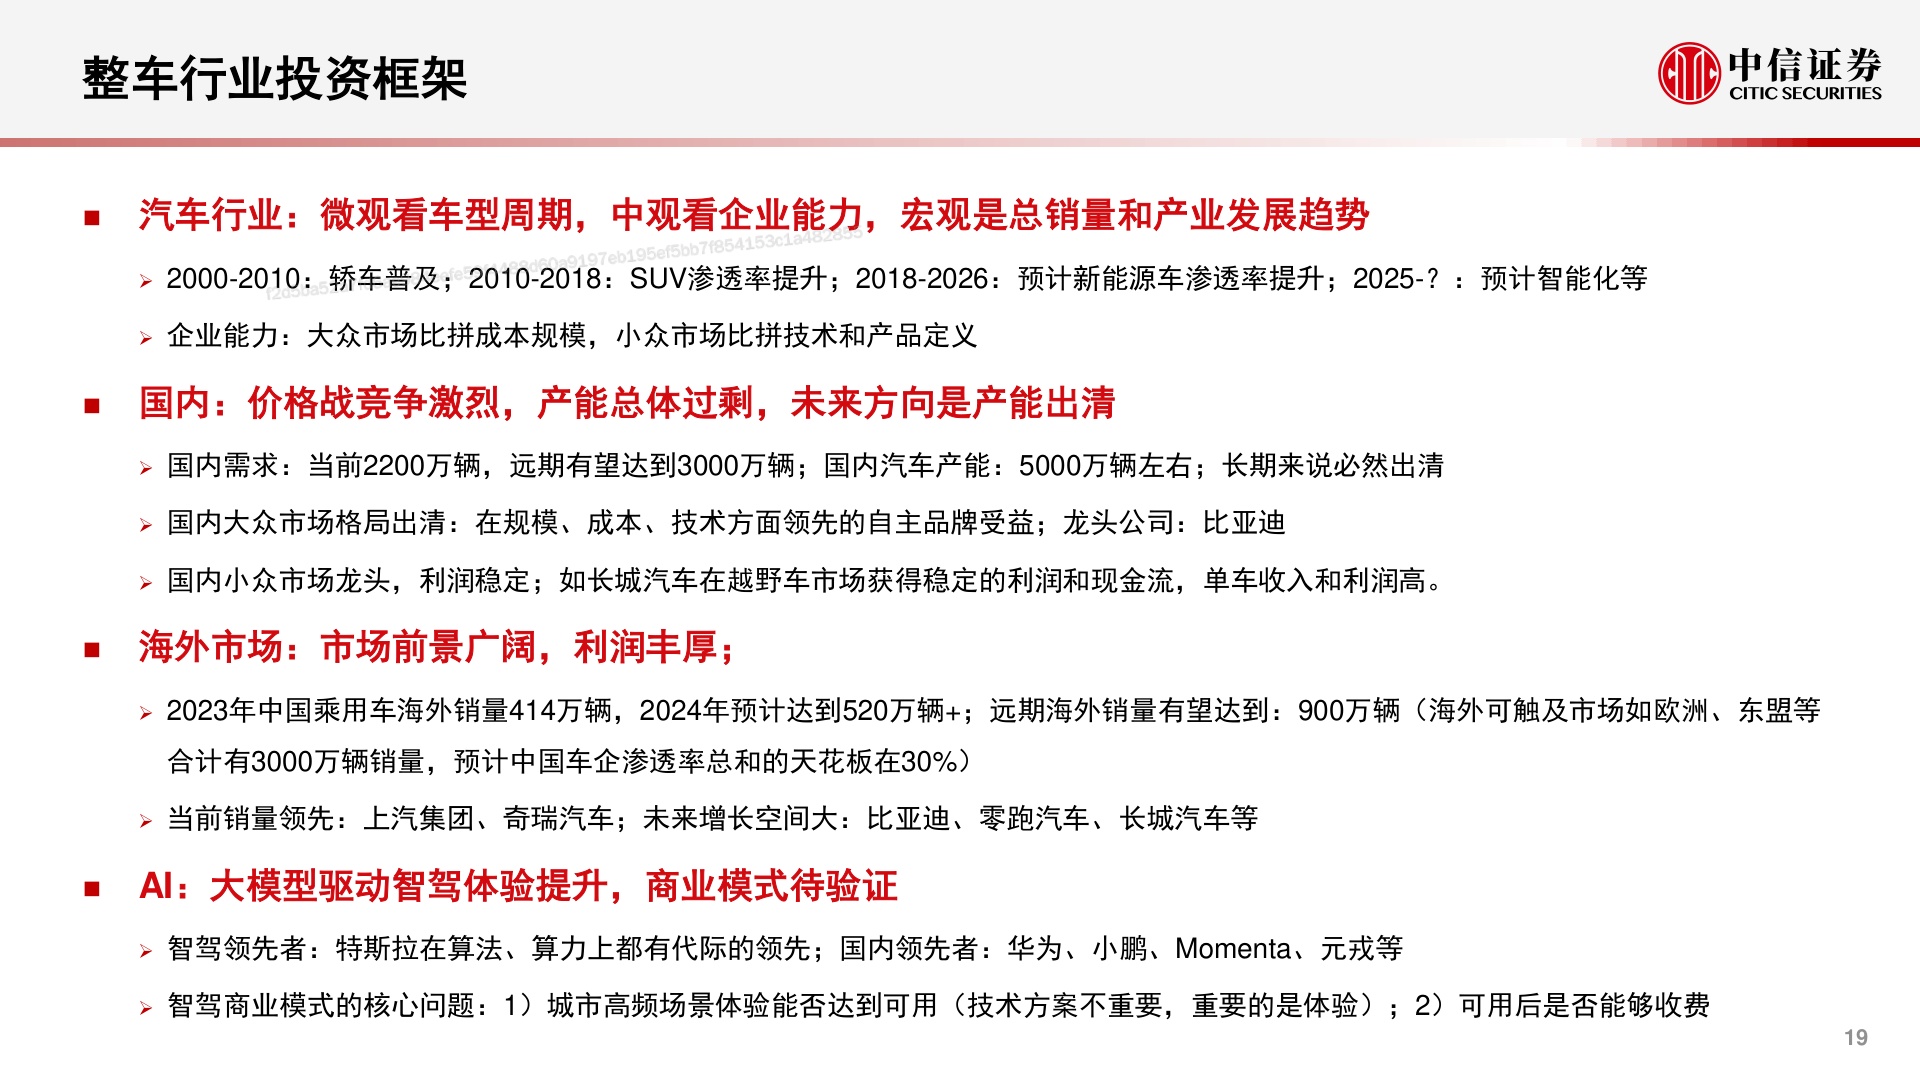 整车行业投资框架
中信证券
CITIC SECURITIES
汽车行业：微观看车型周期，中观看企业能力，宏观是总销量和产业发展趋势
2000-2010：轿车普及；2010-2018：SUV渗透率提升；2018-2026：预计新能源车渗透率提升；2025-？：预计智能化等
企业能力：大众市场比拼成本规模，小众市场比拼技术和产品定义
国内：价格战竞争激烈，产能总体过剩，未来方向是产能出清
国内需求：当前2200万辆，远期有望达到3000万辆；国内汽车产能：5000万辆左右；长期来说必然出清
国内大众市场格局出清：在规模、成本、技术方面领先的自主品牌受益；龙头公司：比亚迪
国内小众市场龙头，利润稳定；如长城汽车在越野车市场获得稳定的利润和现金流，单车收入和利润高。
海外市场：市场前景广阔，利润丰厚；
2023年中国乘用车海外销量414万辆，2024年预计达到520万辆+；远期海外销量有望达到：900万辆（海外可触及市场如欧洲、东盟等
合计有3000万辆销量，预计中国车企渗透率总和的天花板在30%）
当前销量领先：上汽集团、奇瑞汽车；未来增长空间大：比亚迪、零跑汽车、长城汽车等
AI：大模型驱动智驾体验提升，商业模式待验证
智驾领先者：特斯拉在算法、算力上都有代际的领先；国内领先者：华为、小鹏、Momenta、元戎等
智驾商业模式的核心问题：1）城市高频场景体验能否达到可用（技术方案不重要，重要的是体验）；2）可用后是否能够收费
19